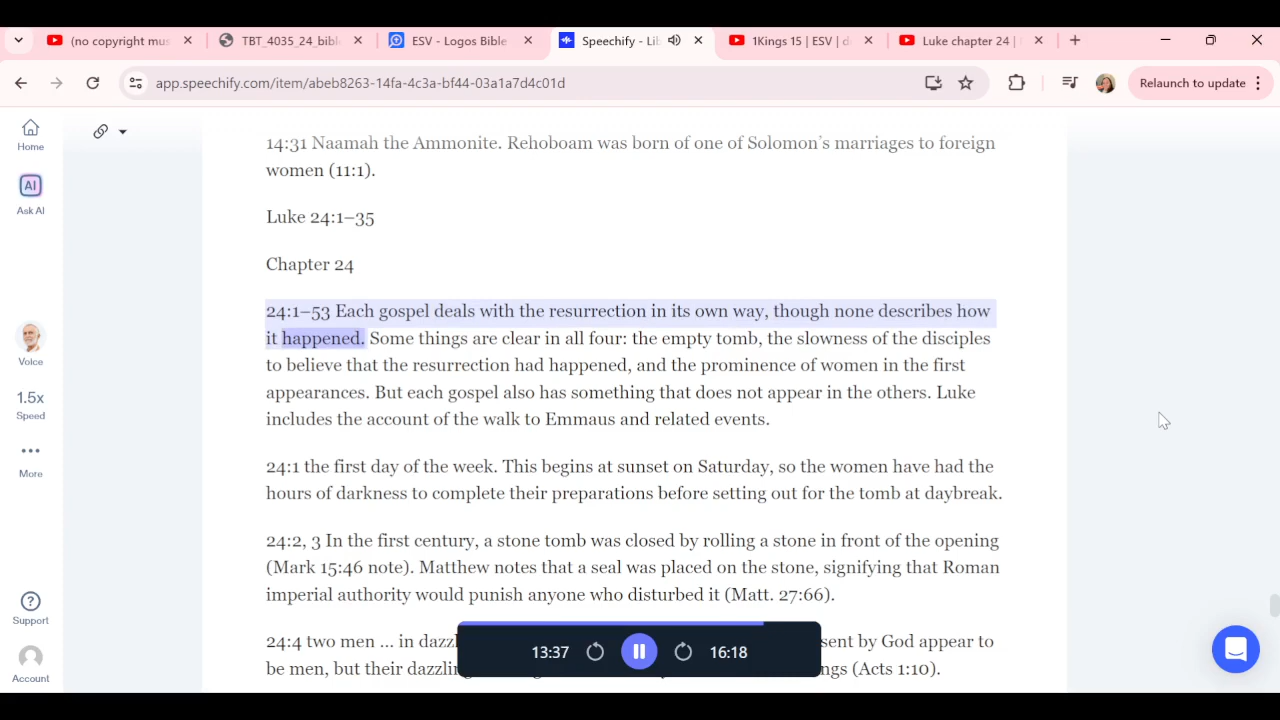 (no copyright mus
TBT_4035_24_bibl
ESV - Logos Bible
Speechify - Lib
1Kings 15 | ESV | d
Luke chapter 24 |
app.speechify.com/item/abeb8263-14fa-4c3a-bf44-03a1a7d4c01d
Relaunch to update
Home
AI
Ask AI
Voice
1.5x
Speed
More
Support
Account
14:31 Naamah the Ammonite. Rehoboam was born of one of Solomon’s marriages to foreign
women (11:1).
Luke 24:1–35
Chapter 24
24:1–53 Each gospel deals with the resurrection in its own way, though none describes how
it happened. Some things are clear in all four: the empty tomb, the slowness of the disciples
to believe that the resurrection had happened, and the prominence of women in the first
appearances. But each gospel also has something that does not appear in the others. Luke
includes the account of the walk to Emmaus and related events.
24:1 the first day of the week. This begins at sunset on Saturday, so the women have had the
hours of darkness to complete their preparations before setting out for the tomb at daybreak.
24:2, 3 In the first century, a stone tomb was closed by rolling a stone in front of the opening
(Mark 15:46 note). Matthew notes that a seal was placed on the stone, signifying that Roman
imperial authority would punish anyone who disturbed it (Matt. 27:66).
24:4 two men ... in dazz sent by God appear to
be men, but their dazzli ngs (Acts 1:10).
13:37
16:18